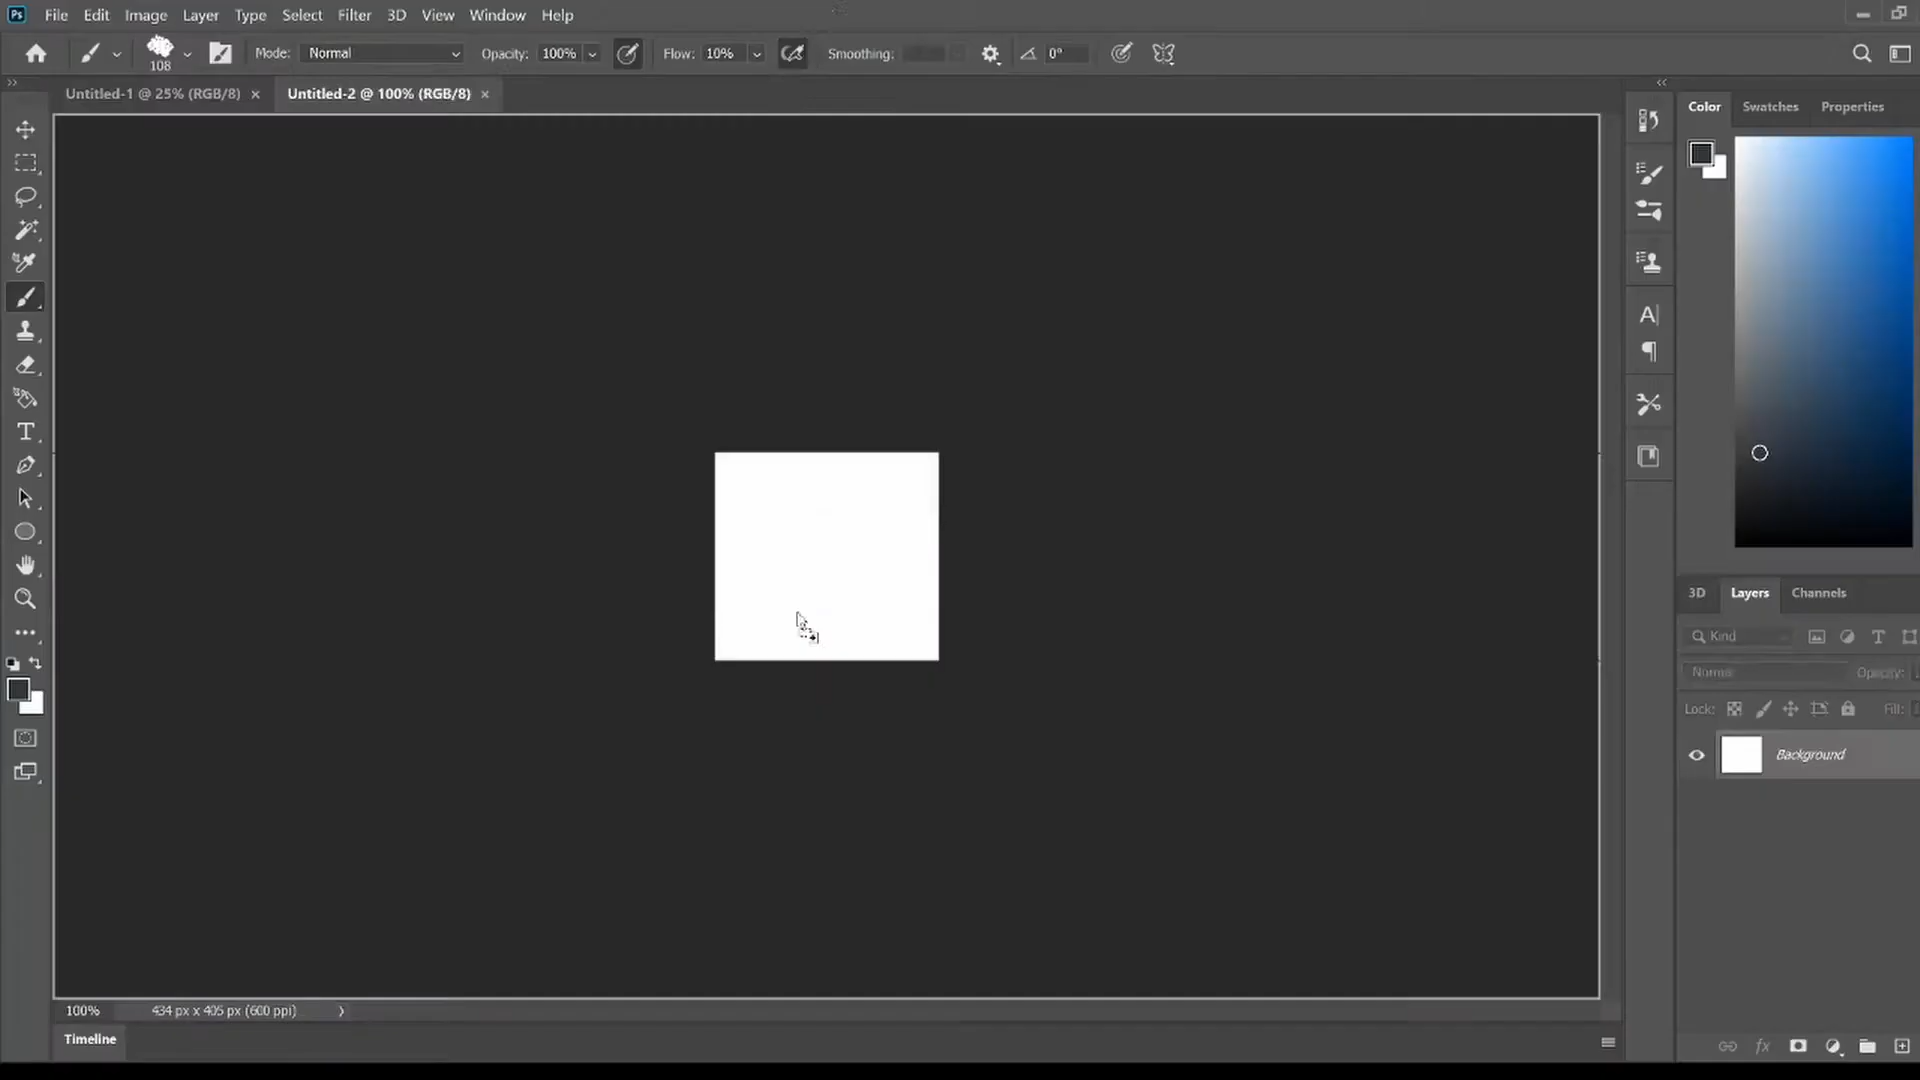 Ps File Edit Image Layer Type Select Filter 3D View Window Help
108 Mode: Normal Opacity: 100% Flow: 10% Smoothing: 0°
Untitled-1 @ 25% (RGB/8) × Untitled-2 @ 100% (RGB/8) ×
Color Swatches Properties
3D Layers Channels
Kind
Normal Opacity:
Lock: Fill:
Background
100% 434 px x 405 px (600 ppi)
Timeline